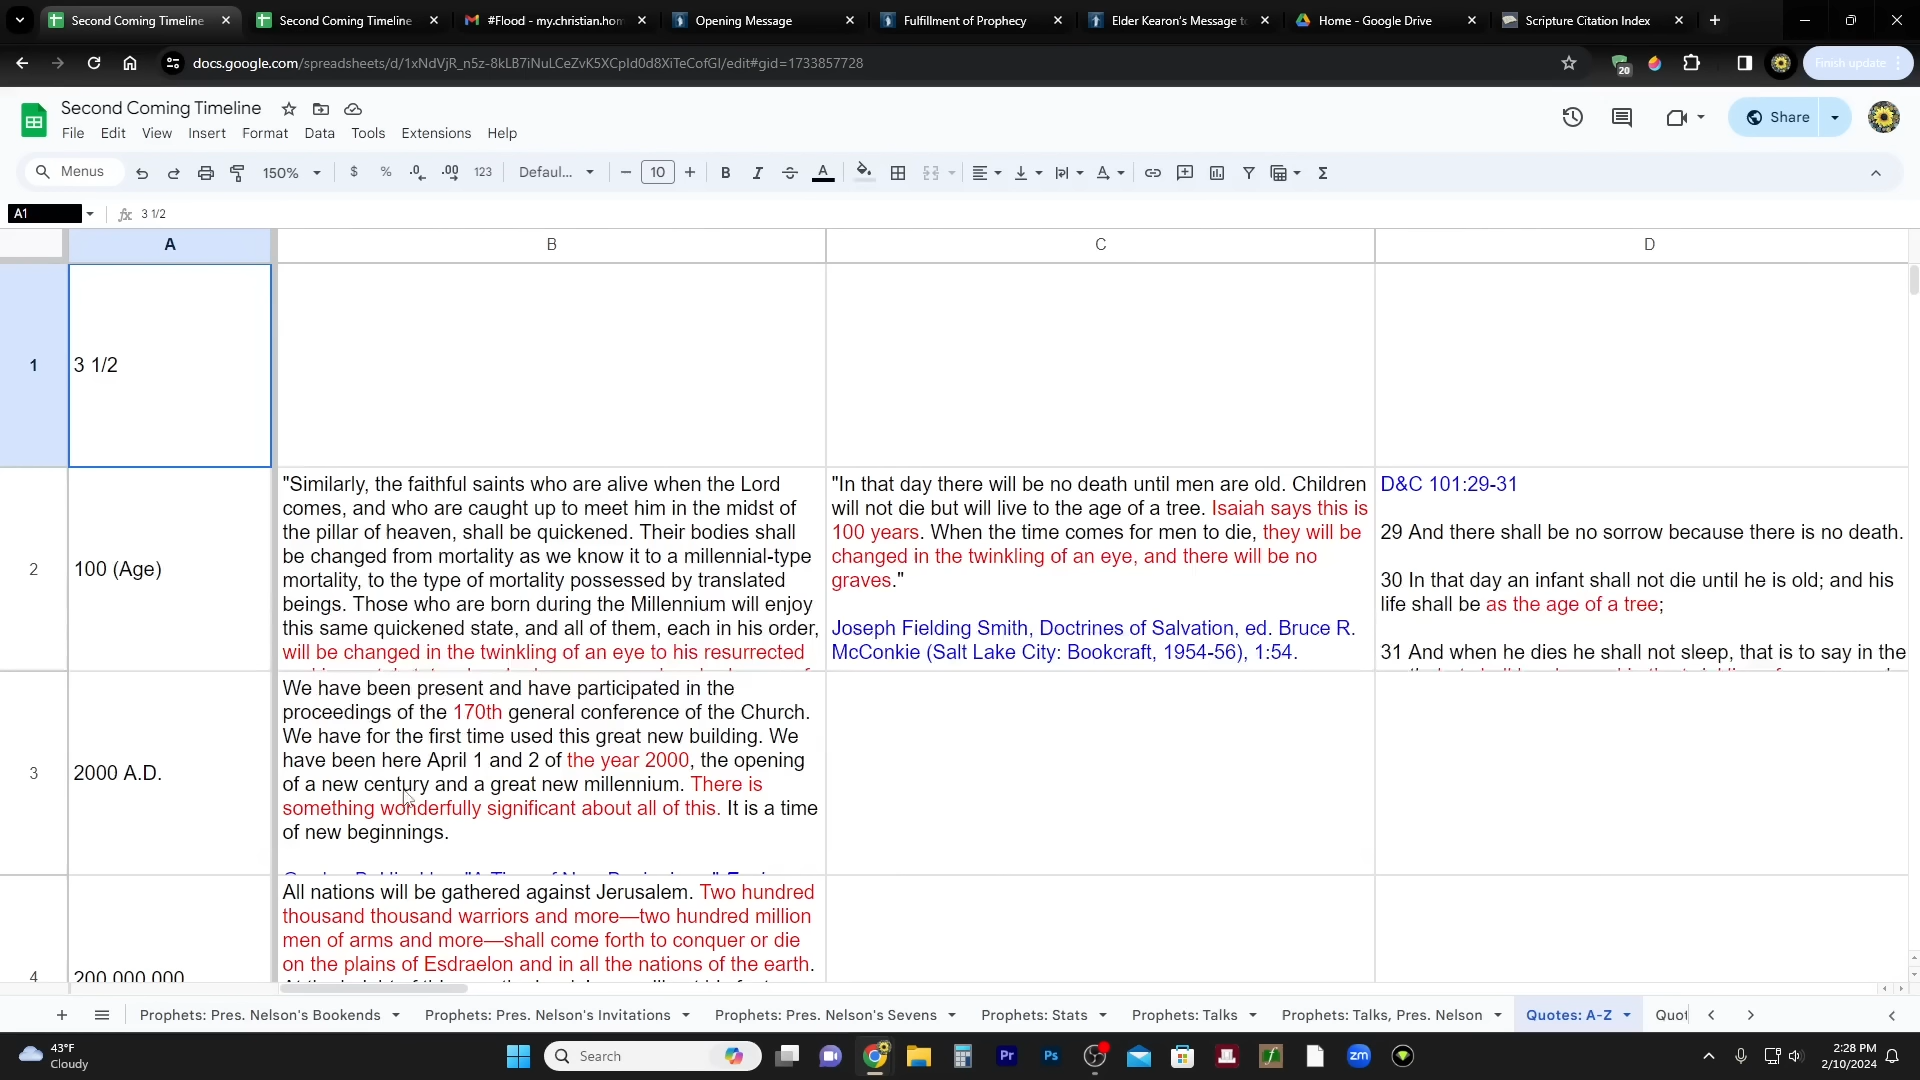 Second Coming Timeline
Second Coming Timeline
#Flood - my.christian.hom
Opening Message
Fulfillment of Prophecy
Elder Kearon's Message to
Home - Google Drive
Scripture Citation Index
docs.google.com/spreadsheets/d/1xNdVjR_n5z-8kLB7iNuLCeZvK5XCpId0d8XiTeCofGI/edit#gid=1733857728
20
Finish update
Second Coming Timeline
File Edit View Insert Format Data Tools Extensions Help
Share
Menus
150%
$ % .0 .00 123
Defaul...
10
A1
3 1/2
A B C D
1
3 1/2
2
100 (Age)
"Similarly, the faithful saints who are alive when the Lord
comes, and who are caught up to meet him in the midst of
the pillar of heaven, shall be quickened. Their bodies shall
be changed from mortality as we know it to a millennial-type
mortality, to the type of mortality possessed by translated
beings. Those who are born during the Millennium will enjoy
this same quickened state, and all of them, each in his order,
will be changed in the twinkling of an eye to his resurrected
"In that day there will be no death until men are old. Children
will not die but will live to the age of a tree. Isaiah says this is
100 years. When the time comes for men to die, they will be
changed in the twinkling of an eye, and there will be no
graves."
Joseph Fielding Smith, Doctrines of Salvation, ed. Bruce R.
McConkie (Salt Lake City: Bookcraft, 1954-56), 1:54.
D&C 101:29-31
29 And there shall be no sorrow because there is no death.
30 In that day an infant shall not die until he is old; and his
life shall be as the age of a tree;
31 And when he dies he shall not sleep, that is to say in the
3
2000 A.D.
We have been present and have participated in the
proceedings of the 170th general conference of the Church.
We have for the first time used this great new building. We
have been here April 1 and 2 of the year 2000, the opening
of a new century and a great new millennium. There is
something wonderfully significant about all of this. It is a time
of new beginnings.
4
200,000,000
All nations will be gathered against Jerusalem. Two hundred
thousand thousand warriors and more—two hundred million
men of arms and more—shall come forth to conquer or die
on the plains of Esdraelon and in all the nations of the earth.
Prophets: Pres. Nelson's Bookends
Prophets: Pres. Nelson's Invitations
Prophets: Pres. Nelson's Sevens
Prophets: Stats
Prophets: Talks
Prophets: Talks, Pres. Nelson
Quotes: A-Z
Quot
43°F
Cloudy
Search
Pr
Ps
zm
2:28 PM
2/10/2024